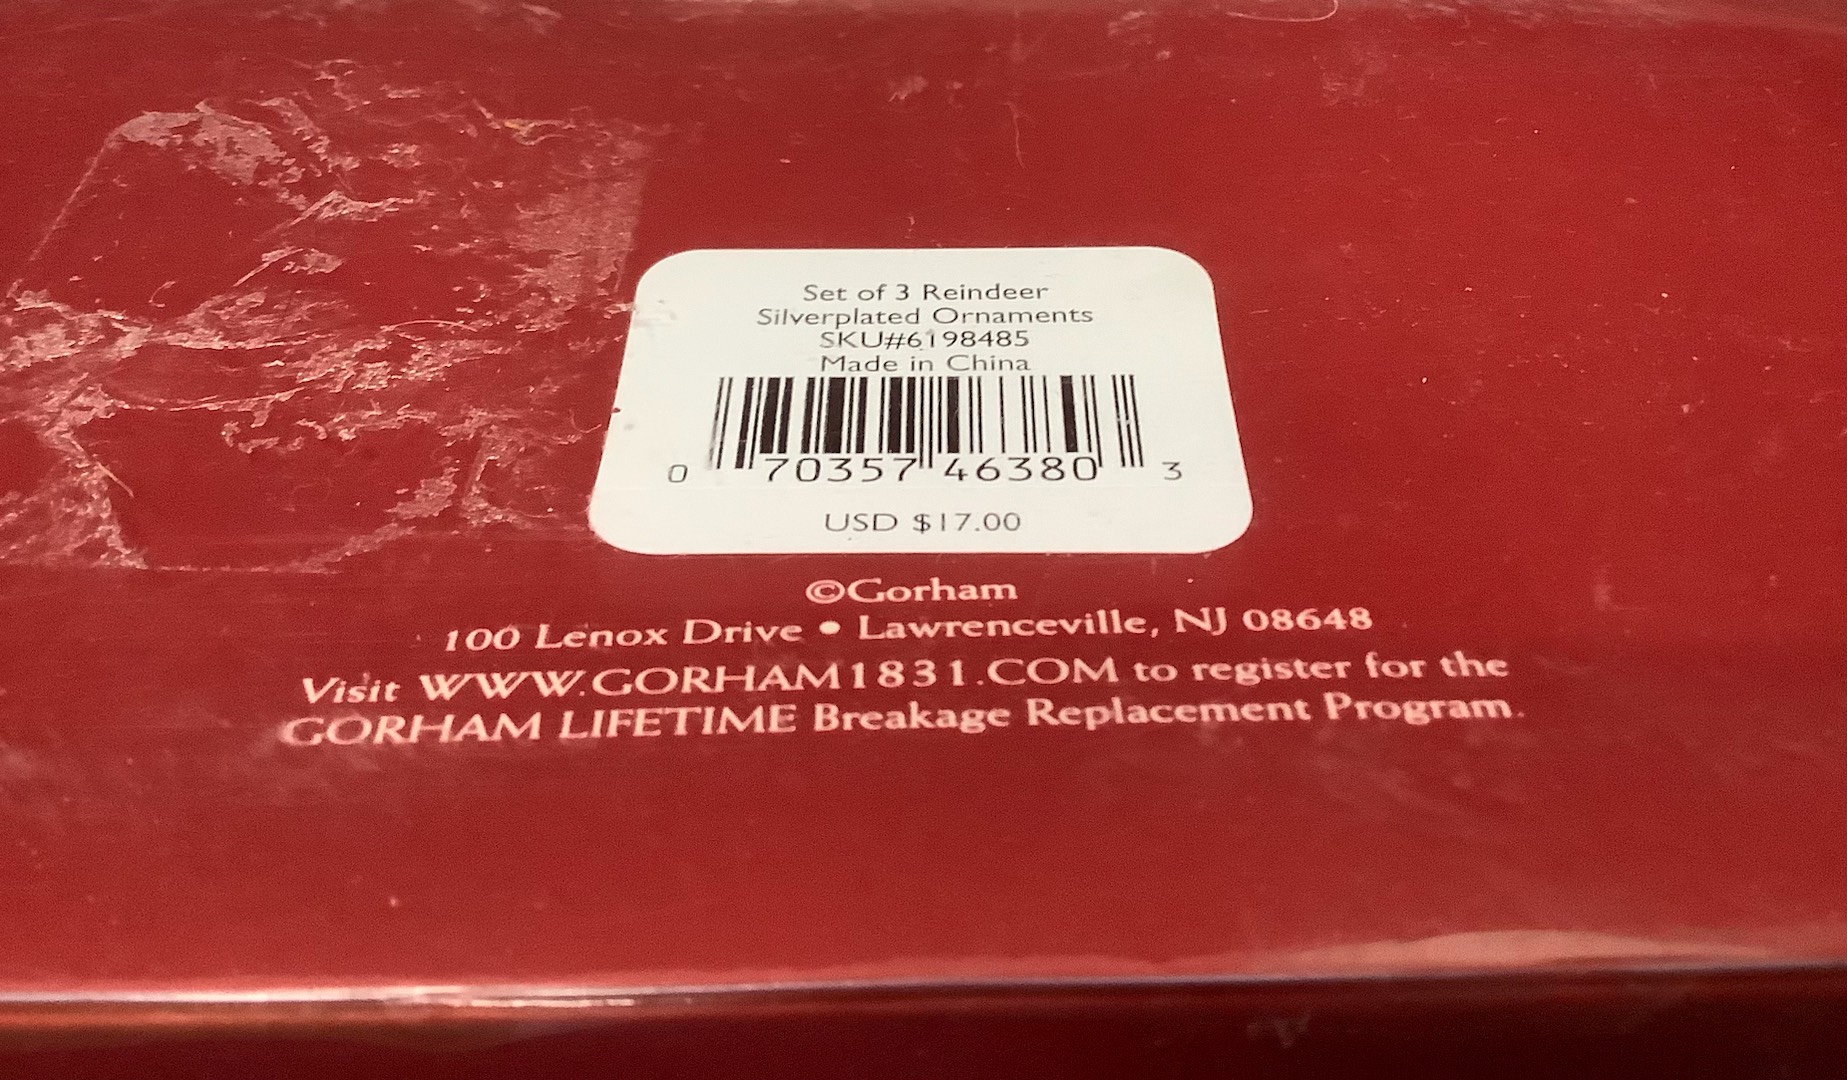 Set of 3 Reindeer
Silverplated Ornaments
SKU#6198485
Made in China
0 70357 46380 3
USD $17.00
©Gorham
100 Lenox Drive • Lawrenceville, NJ 08648
Visit WWW.GORHAM1831.COM to register for the
GORHAM LIFETIME Breakage Replacement Program.